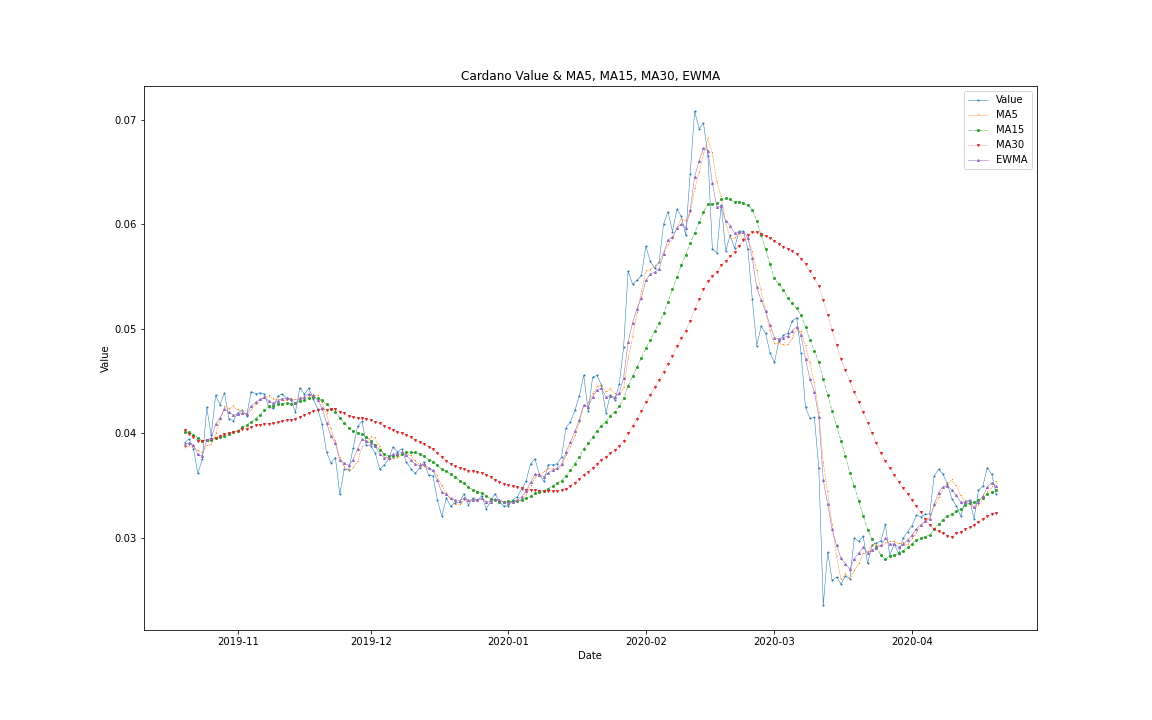 Cardano Value & MA5, MA15, MA30, EWMA
Value
MA5
MA15
MA30
EWMA
0.07
0.06
0.05
0.04
0.03
Value
2019-11
2019-12
2020-01
2020-02
2020-03
2020-04
Date